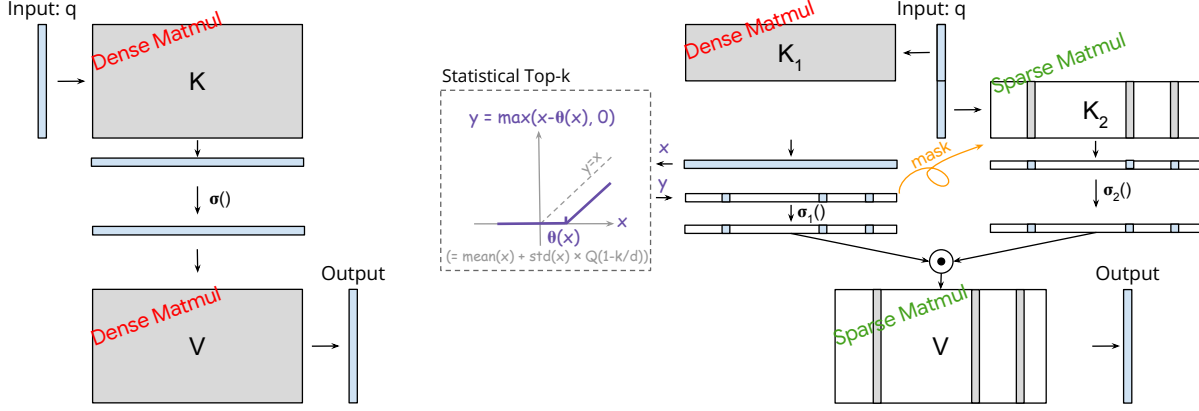 Input: q
Dense Matmul
K
σ()
Dense Matmul
V
Output
Statistical Top-k
y = max(x-θ(x), 0)
y=x
x
θ(x)
(= mean(x) + std(x) × Q(1-k/d))
x
y
Dense Matmul
K1
Input: q
Sparse Matmul
K2
mask
σ1()
σ2()
Sparse Matmul
V
Output